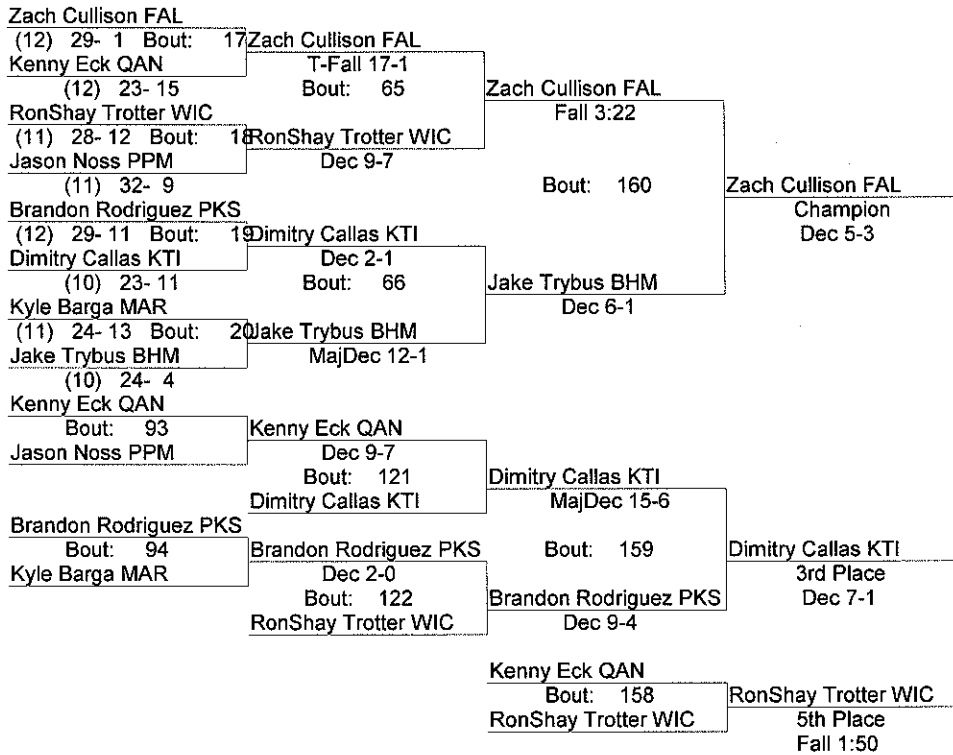 Zach Cullison FAL
(12) 29- 1 Bout: 17 Zach Cullison FAL
Kenny Eck QAN T-Fall 17-1
(12) 23- 15 Bout: 65 Zach Cullison FAL
RonShay Trotter WIC Fall 3:22
(11) 28- 12 Bout: 18 RonShay Trotter WIC
Jason Noss PPM Dec 9-7
(11) 32- 9 Bout: 160 Zach Cullison FAL
Brandon Rodriguez PKS Champion
(12) 29- 11 Bout: 19 Dimitry Callas KTI Dec 5-3
Dimitry Callas KTI Dec 2-1
(10) 23- 11 Bout: 66 Jake Trybus BHM
Kyle Barga MAR Dec 6-1
(11) 24- 13 Bout: 20 Jake Trybus BHM
Jake Trybus BHM MajDec 12-1
(10) 24- 4
Kenny Eck QAN
Bout: 93 Kenny Eck QAN
Jason Noss PPM Dec 9-7
Bout: 121 Dimitry Callas KTI
Dimitry Callas KTI MajDec 15-6
Brandon Rodriguez PKS
Bout: 94 Brandon Rodriguez PKS Bout: 159 Dimitry Callas KTI
Kyle Barga MAR Dec 2-0 3rd Place
Bout: 122 Brandon Rodriguez PKS Dec 7-1
RonShay Trotter WIC Dec 9-4
Kenny Eck QAN
Bout: 158 RonShay Trotter WIC
RonShay Trotter WIC 5th Place
Fall 1:50